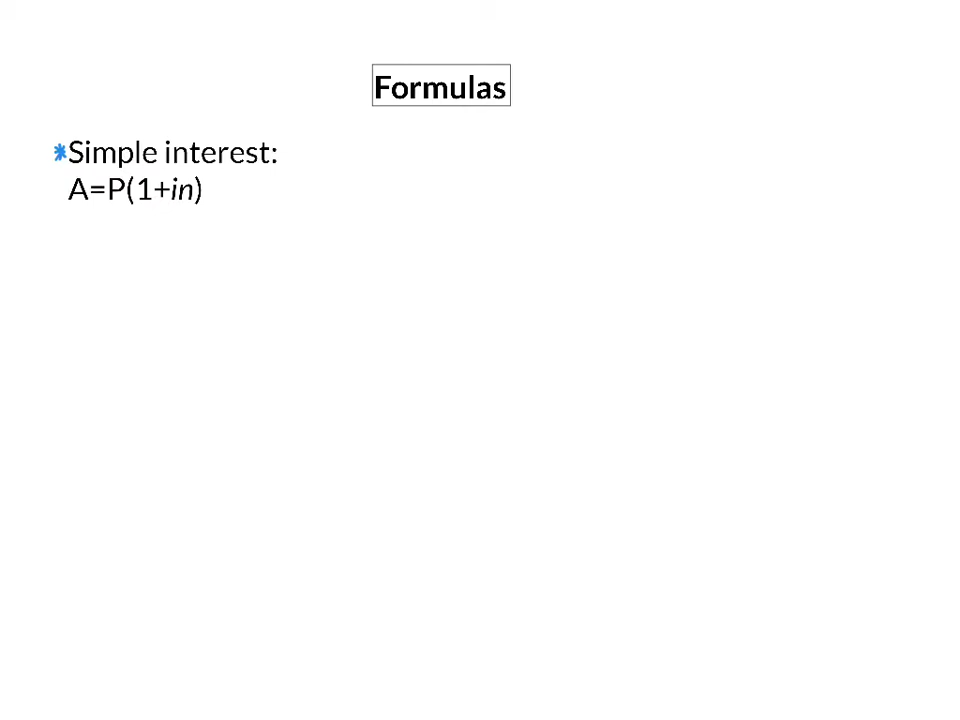 Formulas
*Simple interest:
A=P(1+in)